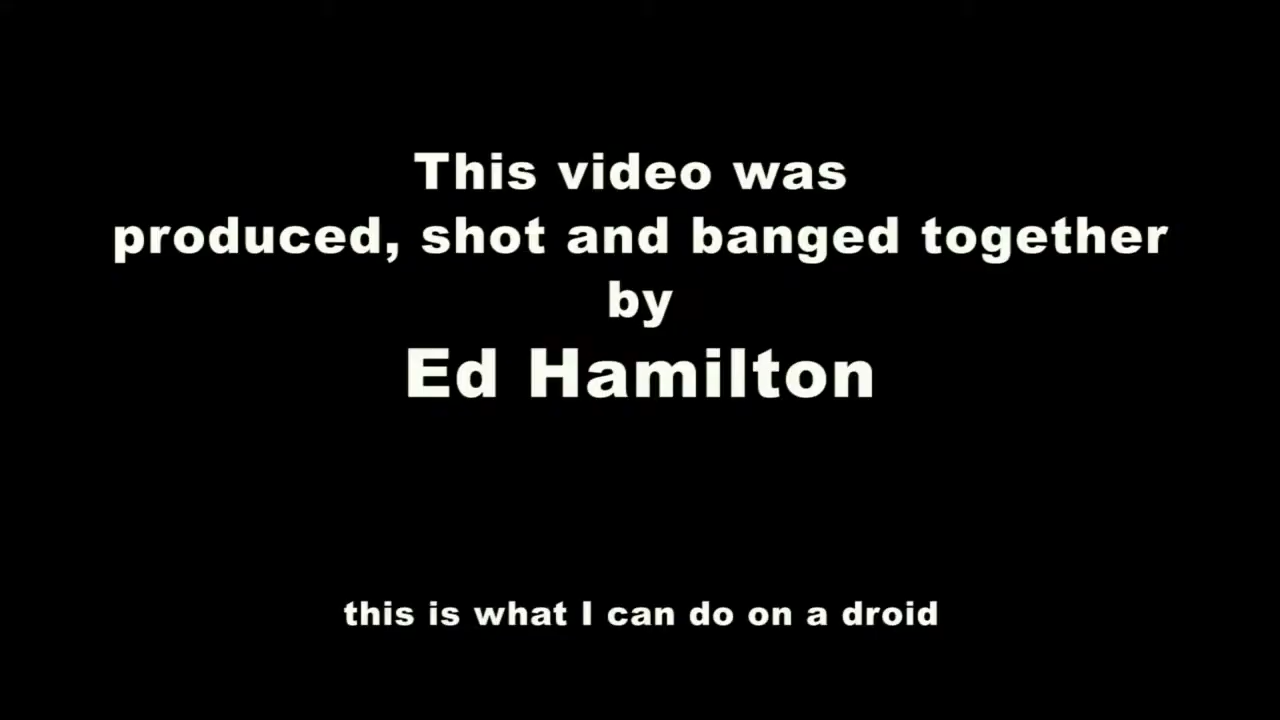 This video was
produced, shot and banged together
by
Ed Hamilton
this is what I can do on a droid